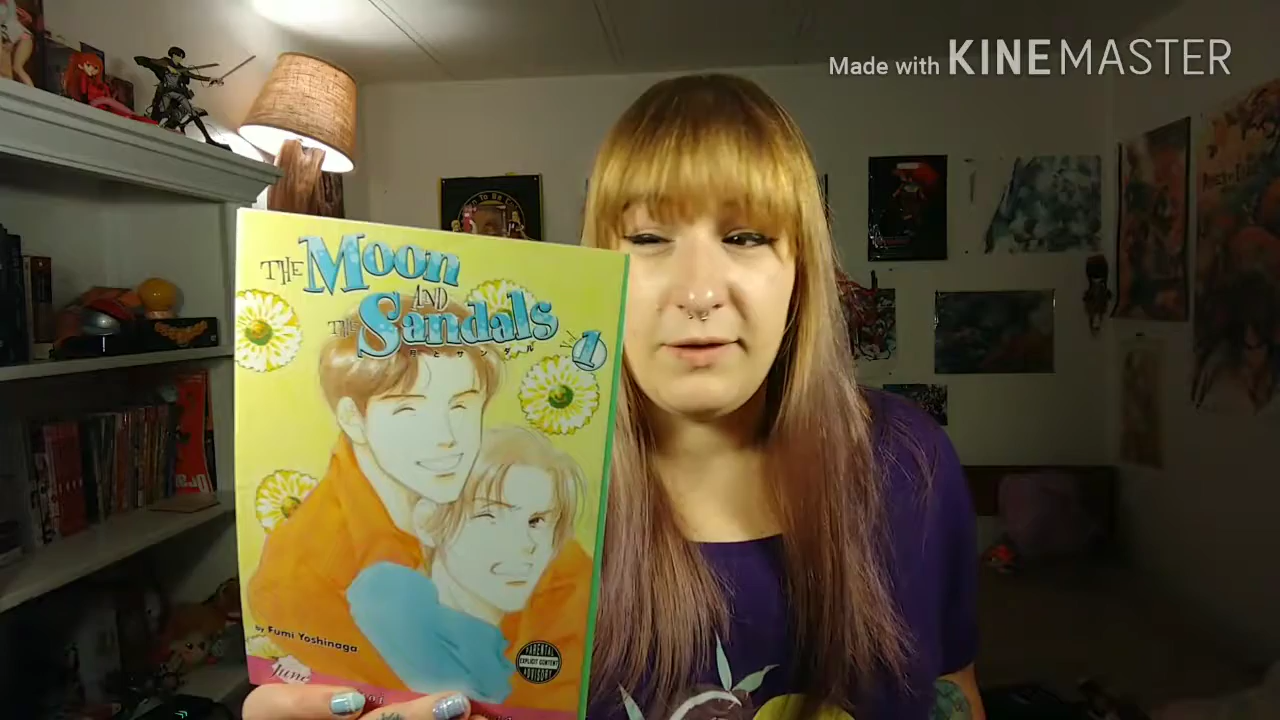 Made with KINEMASTER
THE Moon
AND
THE Sandals
月とサンダル
1
by Fumi Yoshinaga
PARENTAL
EXPLICIT CONTENT
ADVISORY
June